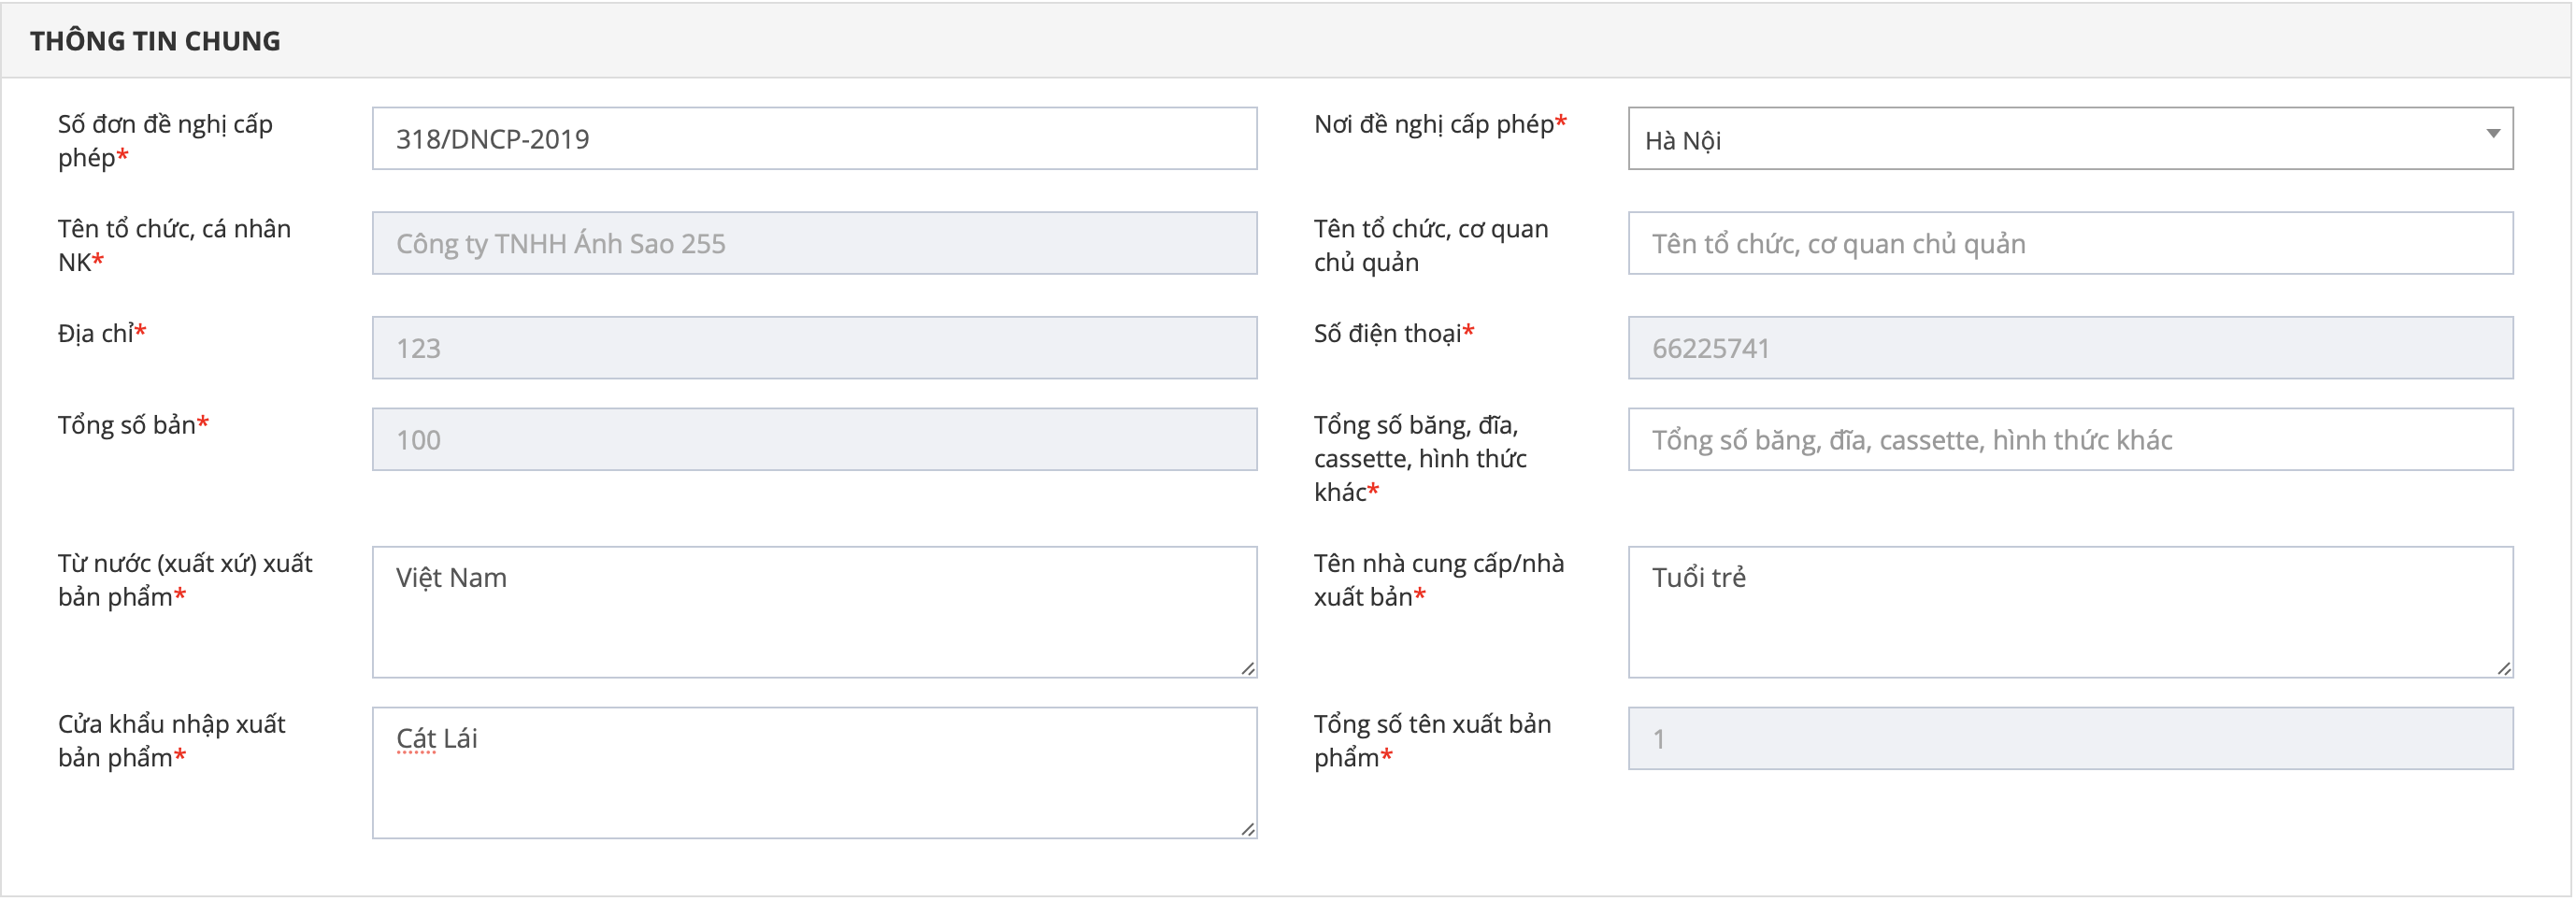 THÔNG TIN CHUNG
Số đơn đề nghị cấp
phép*
318/DNCP-2019
Nơi đề nghị cấp phép*
Hà Nội
Tên tổ chức, cá nhân
NK*
Công ty TNHH Ánh Sao 255
Tên tổ chức, cơ quan
chủ quản
Tên tổ chức, cơ quan chủ quản
Địa chỉ*
123
Số điện thoại*
66225741
Tổng số bản*
100
Tổng số băng, đĩa,
cassette, hình thức
khác*
Tổng số băng, đĩa, cassette, hình thức khác
Từ nước (xuất xứ) xuất
bản phẩm*
Việt Nam
Tên nhà cung cấp/nhà
xuất bản*
Tuổi trẻ
Cửa khẩu nhập xuất
bản phẩm*
Cát Lái
Tổng số tên xuất bản
phẩm*
1